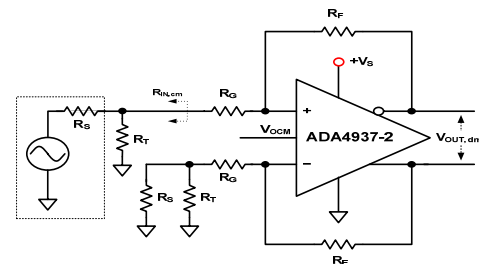 RF
+VS
RIN,cm
RG
RS
+
RT
VOCM
ADA4937-2
VOUT, dm
RG
−
RS
RT
RF